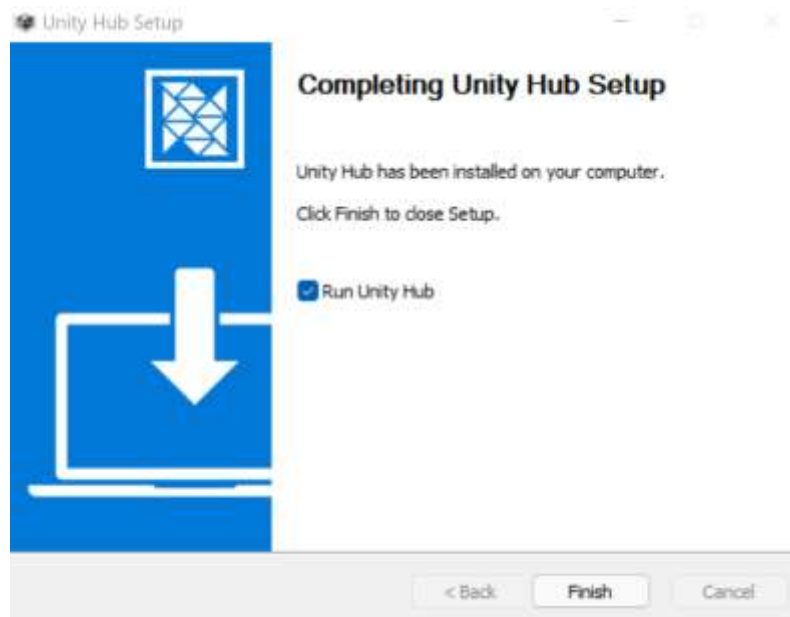 Unity Hub Setup
Completing Unity Hub Setup
Unity Hub has been installed on your computer.
Click Finish to close Setup.
Run Unity Hub
< Back Finish Cancel